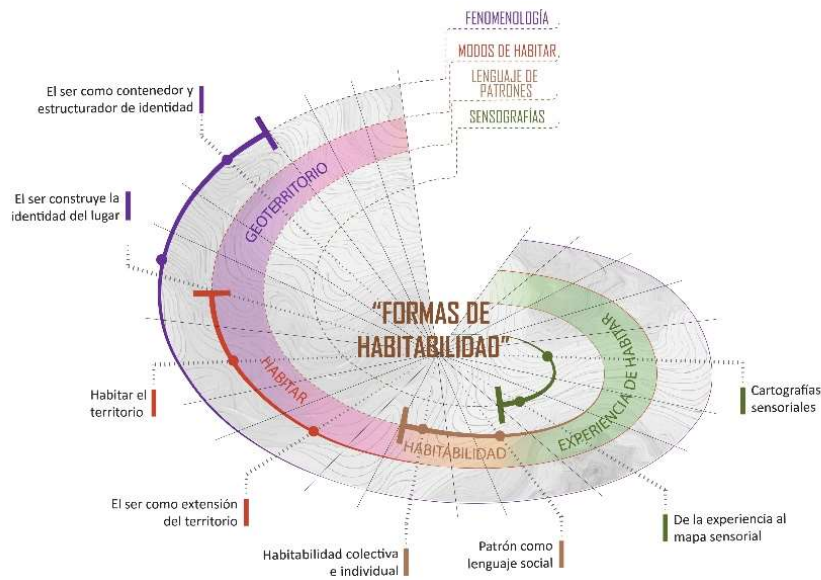 FENOMENOLOGÍA
MODOS DE HABITAR
LENGUAJE DE
PATRONES
SENSOGRAFÍAS
El ser como contenedor y
estructurador de identidad
El ser construye la
identidad del lugar
GEOTERRITORIO
"FORMAS DE
HABITABILIDAD"
HABITAR
EXPERIENCIA DE HABITAR
HABITABILIDAD
Habitar el
territorio
Cartografías
sensoriales
El ser como extensión
del territorio
De la experiencia al
mapa sensorial
Habitabilidad colectiva
e individual
Patrón como
lenguaje social